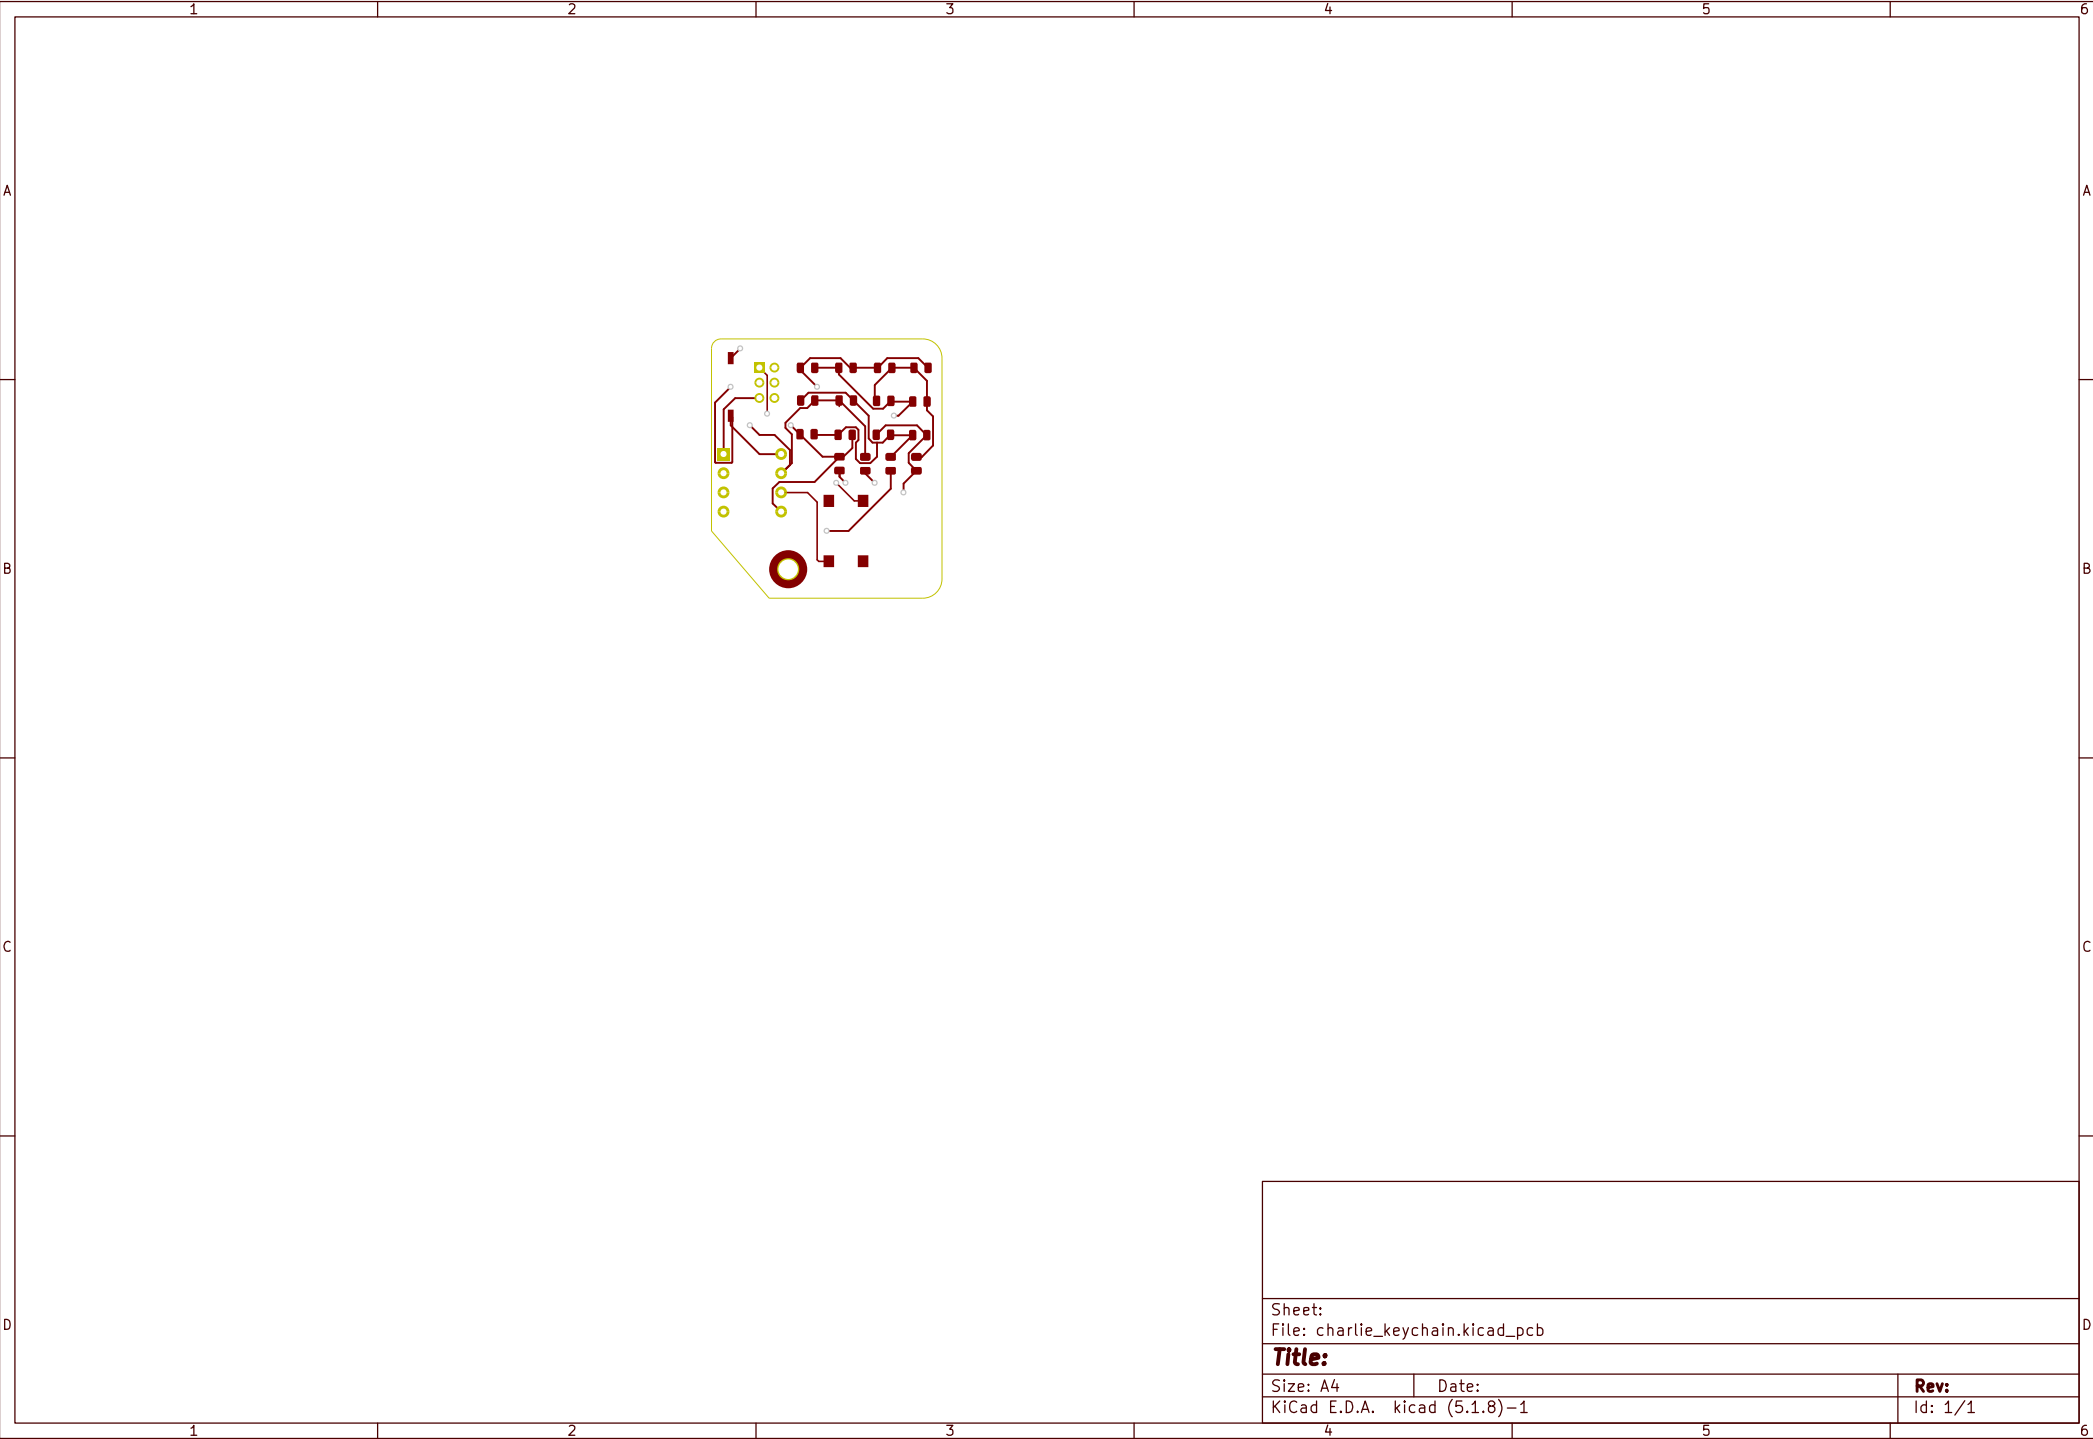 1 2 3 4 5 6
A A
B B
C C
D D
Sheet:
File: charlie_keychain.kicad_pcb
Title:
Size: A4 Date: Rev:
KiCad E.D.A. kicad (5.1.8)-1 Id: 1/1
1 2 3 4 5 6